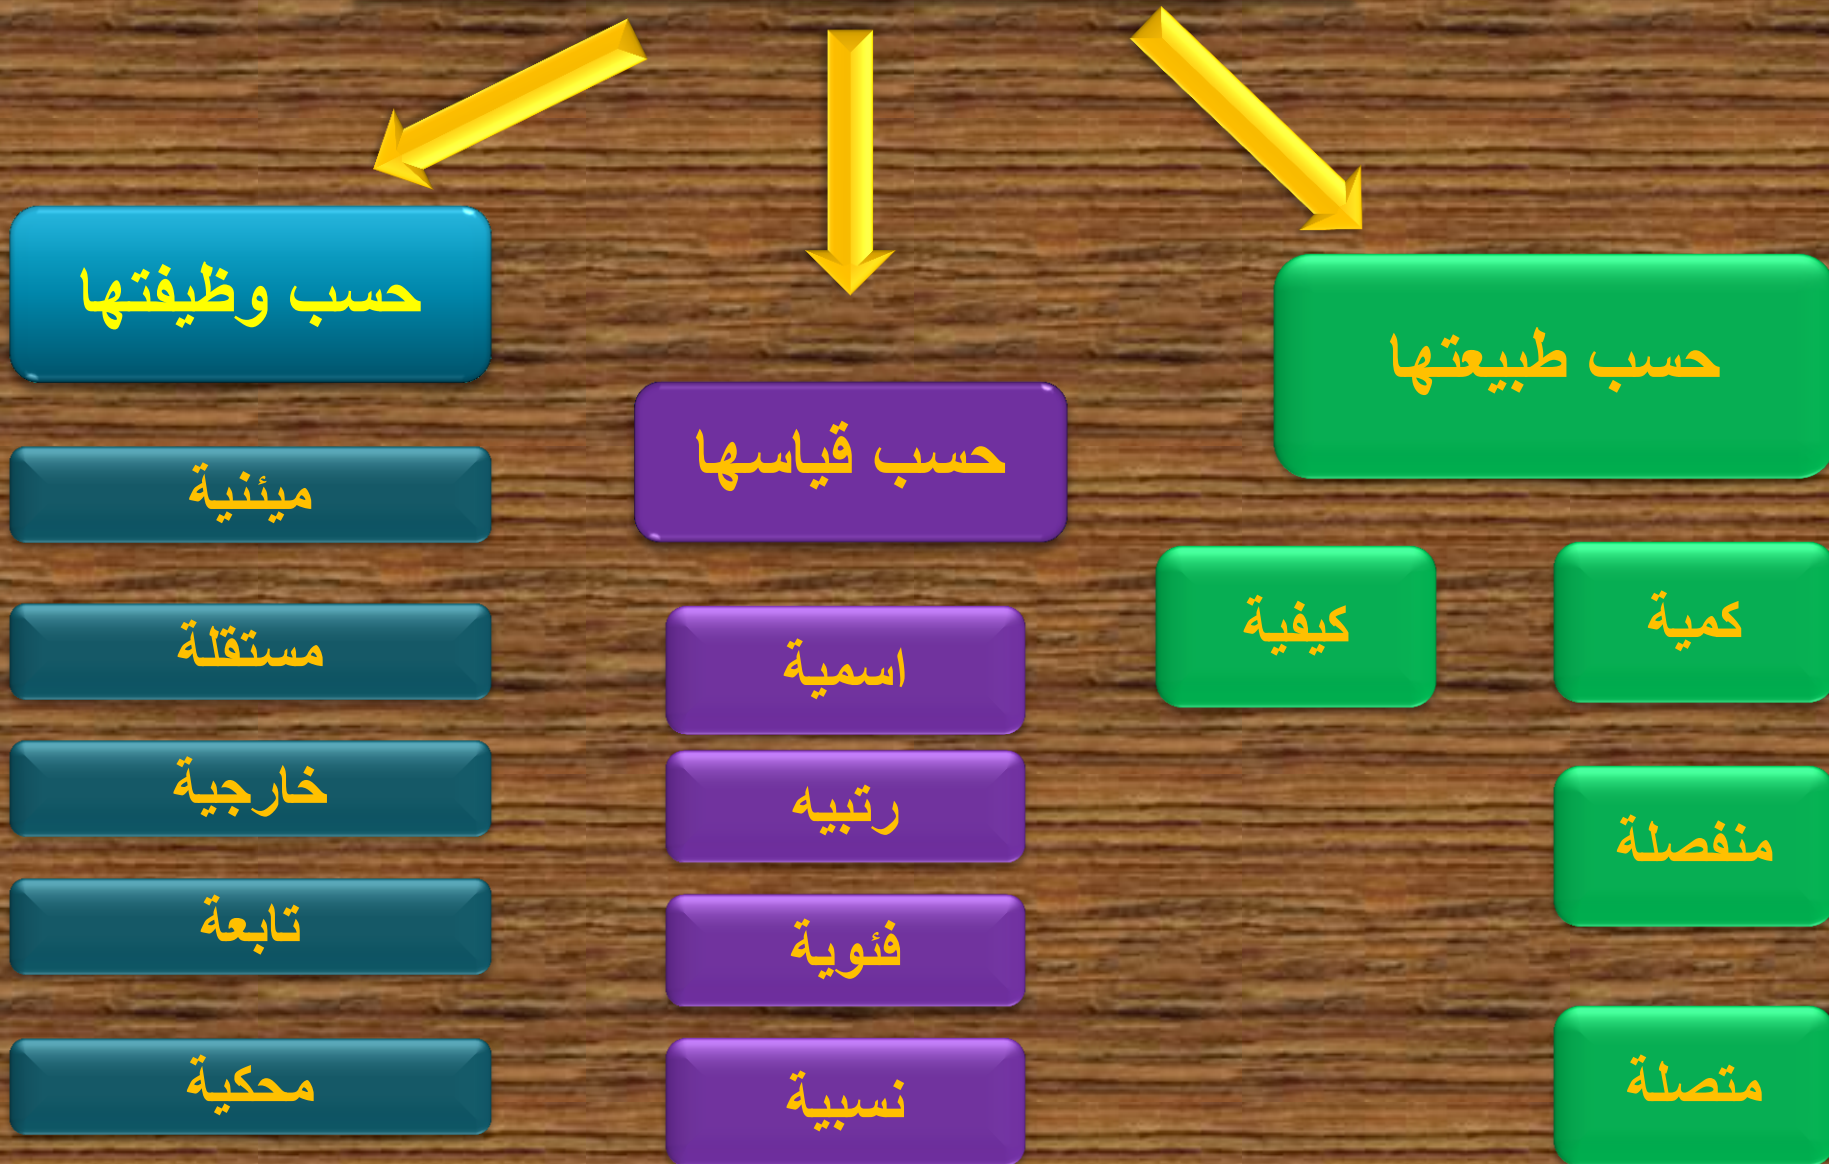 حسب طبيعتها
كمية
كيفية
منفصلة
متصلة
حسب قياسها
اسمية
رتبيه
فئوية
نسبية
حسب وظيفتها
ميئنية
مستقلة
خارجية
تابعة
محكية